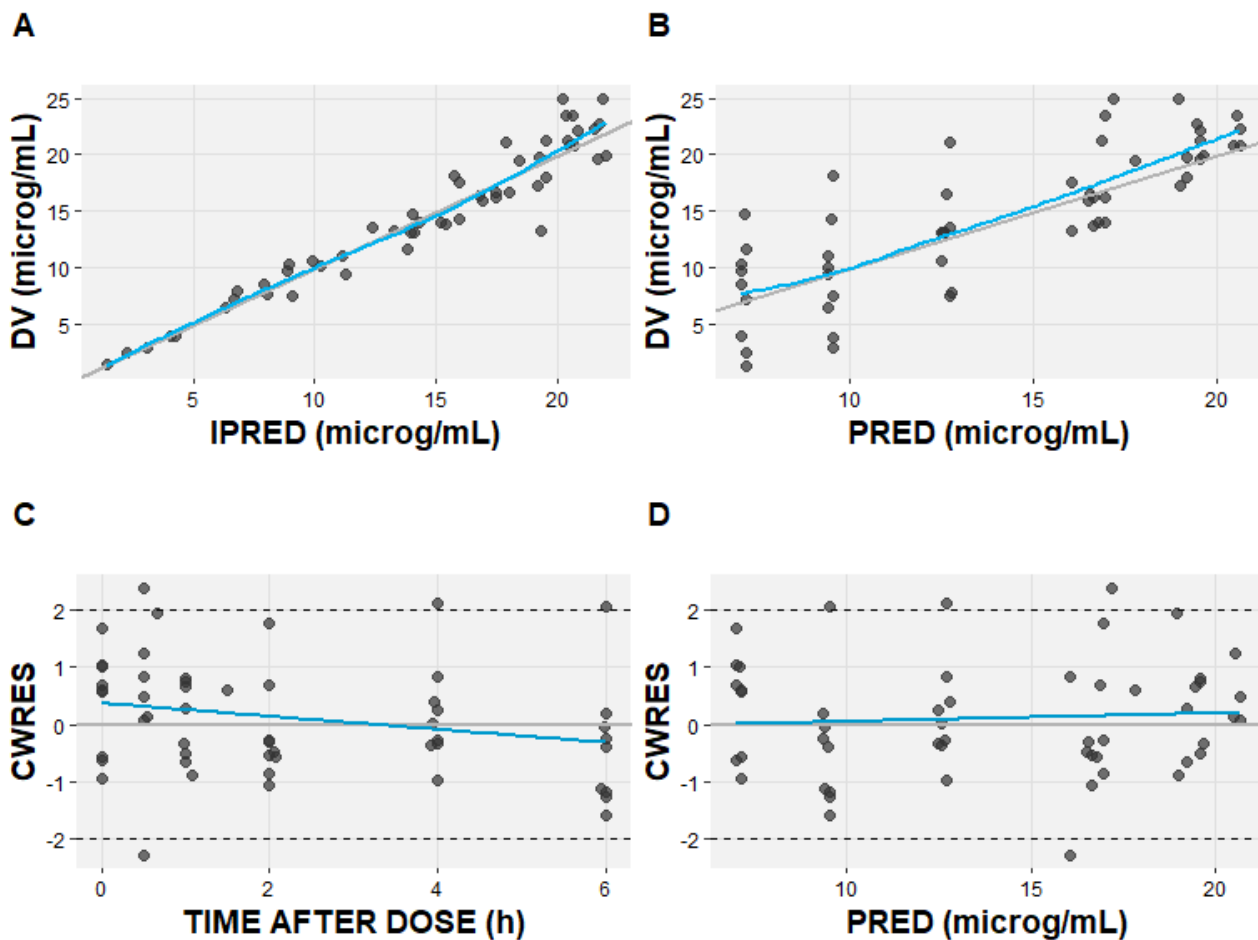 A
B
DV (microg/mL)
25
20
15
10
5
5
10
15
20
IPRED (microg/mL)
DV (microg/mL)
25
20
15
10
5
10
15
20
PRED (microg/mL)
C
D
CWRES
2
1
0
-1
-2
0
2
4
6
TIME AFTER DOSE (h)
CWRES
2
1
0
-1
-2
10
15
20
PRED (microg/mL)